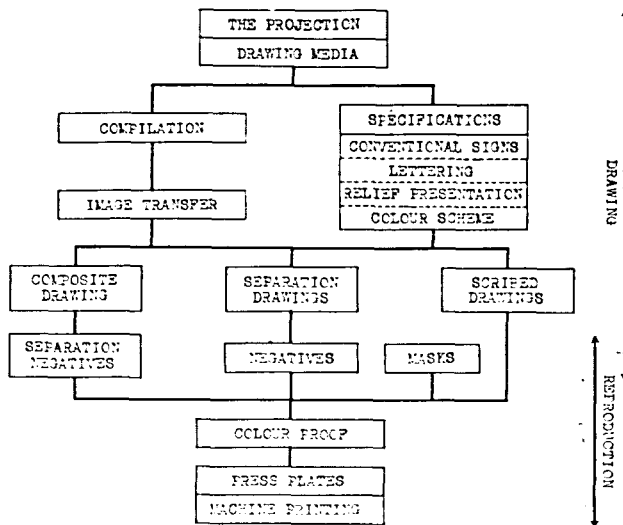 THE PROJECTION
DRAWING MEDIA
COMPILATION
SPECIFICATIONS
CONVENTIONAL SIGNS
LETTERING
RELIEF PRESENTATION
COLOUR SCHEME
IMAGE TRANSFER
COMPOSITE
DRAWING
SEPARATION
DRAWINGS
SCRIBED
DRAWINGS
SEPARATION
NEGATIVES
NEGATIVES
MASKS
COLOUR PROOF
PRESS PLATES
MACHINE PRINTING
DRAWING
REPRODUCTION